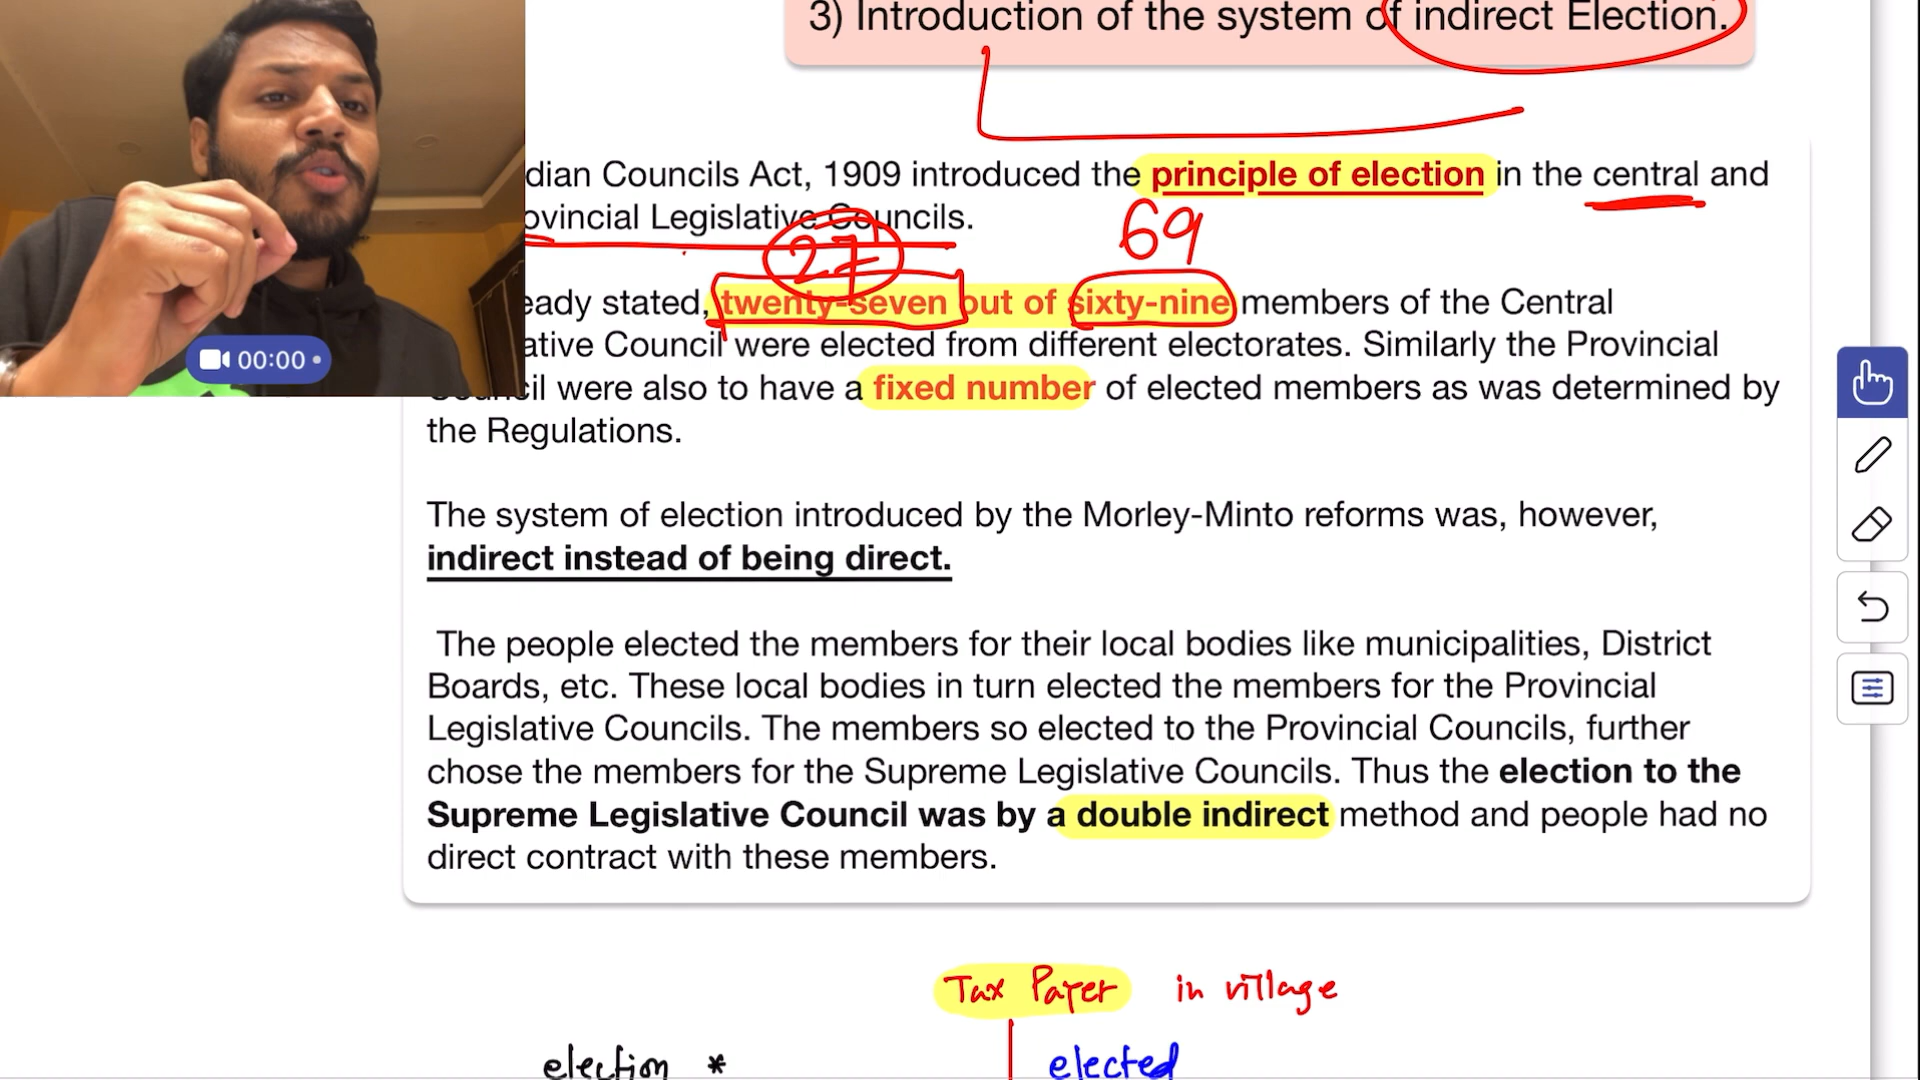 3) Introduction of the system of indirect Election.
dian Councils Act, 1909 introduced the principle of election in the central and
ovincial Legislative Councils.
27
69
eady stated, twenty-seven out of sixty-nine members of the Central
ative Council were elected from different electorates. Similarly the Provincial
Council were also to have a fixed number of elected members as was determined by
the Regulations.
The system of election introduced by the Morley-Minto reforms was, however,
indirect instead of being direct.
The people elected the members for their local bodies like municipalities, District
Boards, etc. These local bodies in turn elected the members for the Provincial
Legislative Councils. The members so elected to the Provincial Councils, further
chose the members for the Supreme Legislative Councils. Thus the election to the
Supreme Legislative Council was by a double indirect method and people had no
direct contract with these members.
Tax Payer in village
election *
elected
00:00